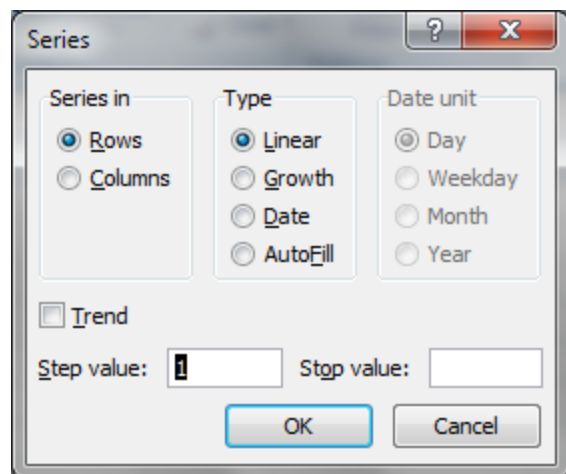 Series
Series in
Rows
Columns
Type
Linear
Growth
Date
AutoFill
Date unit
Day
Weekday
Month
Year
Trend
Step value: 1
Stop value:
OK
Cancel